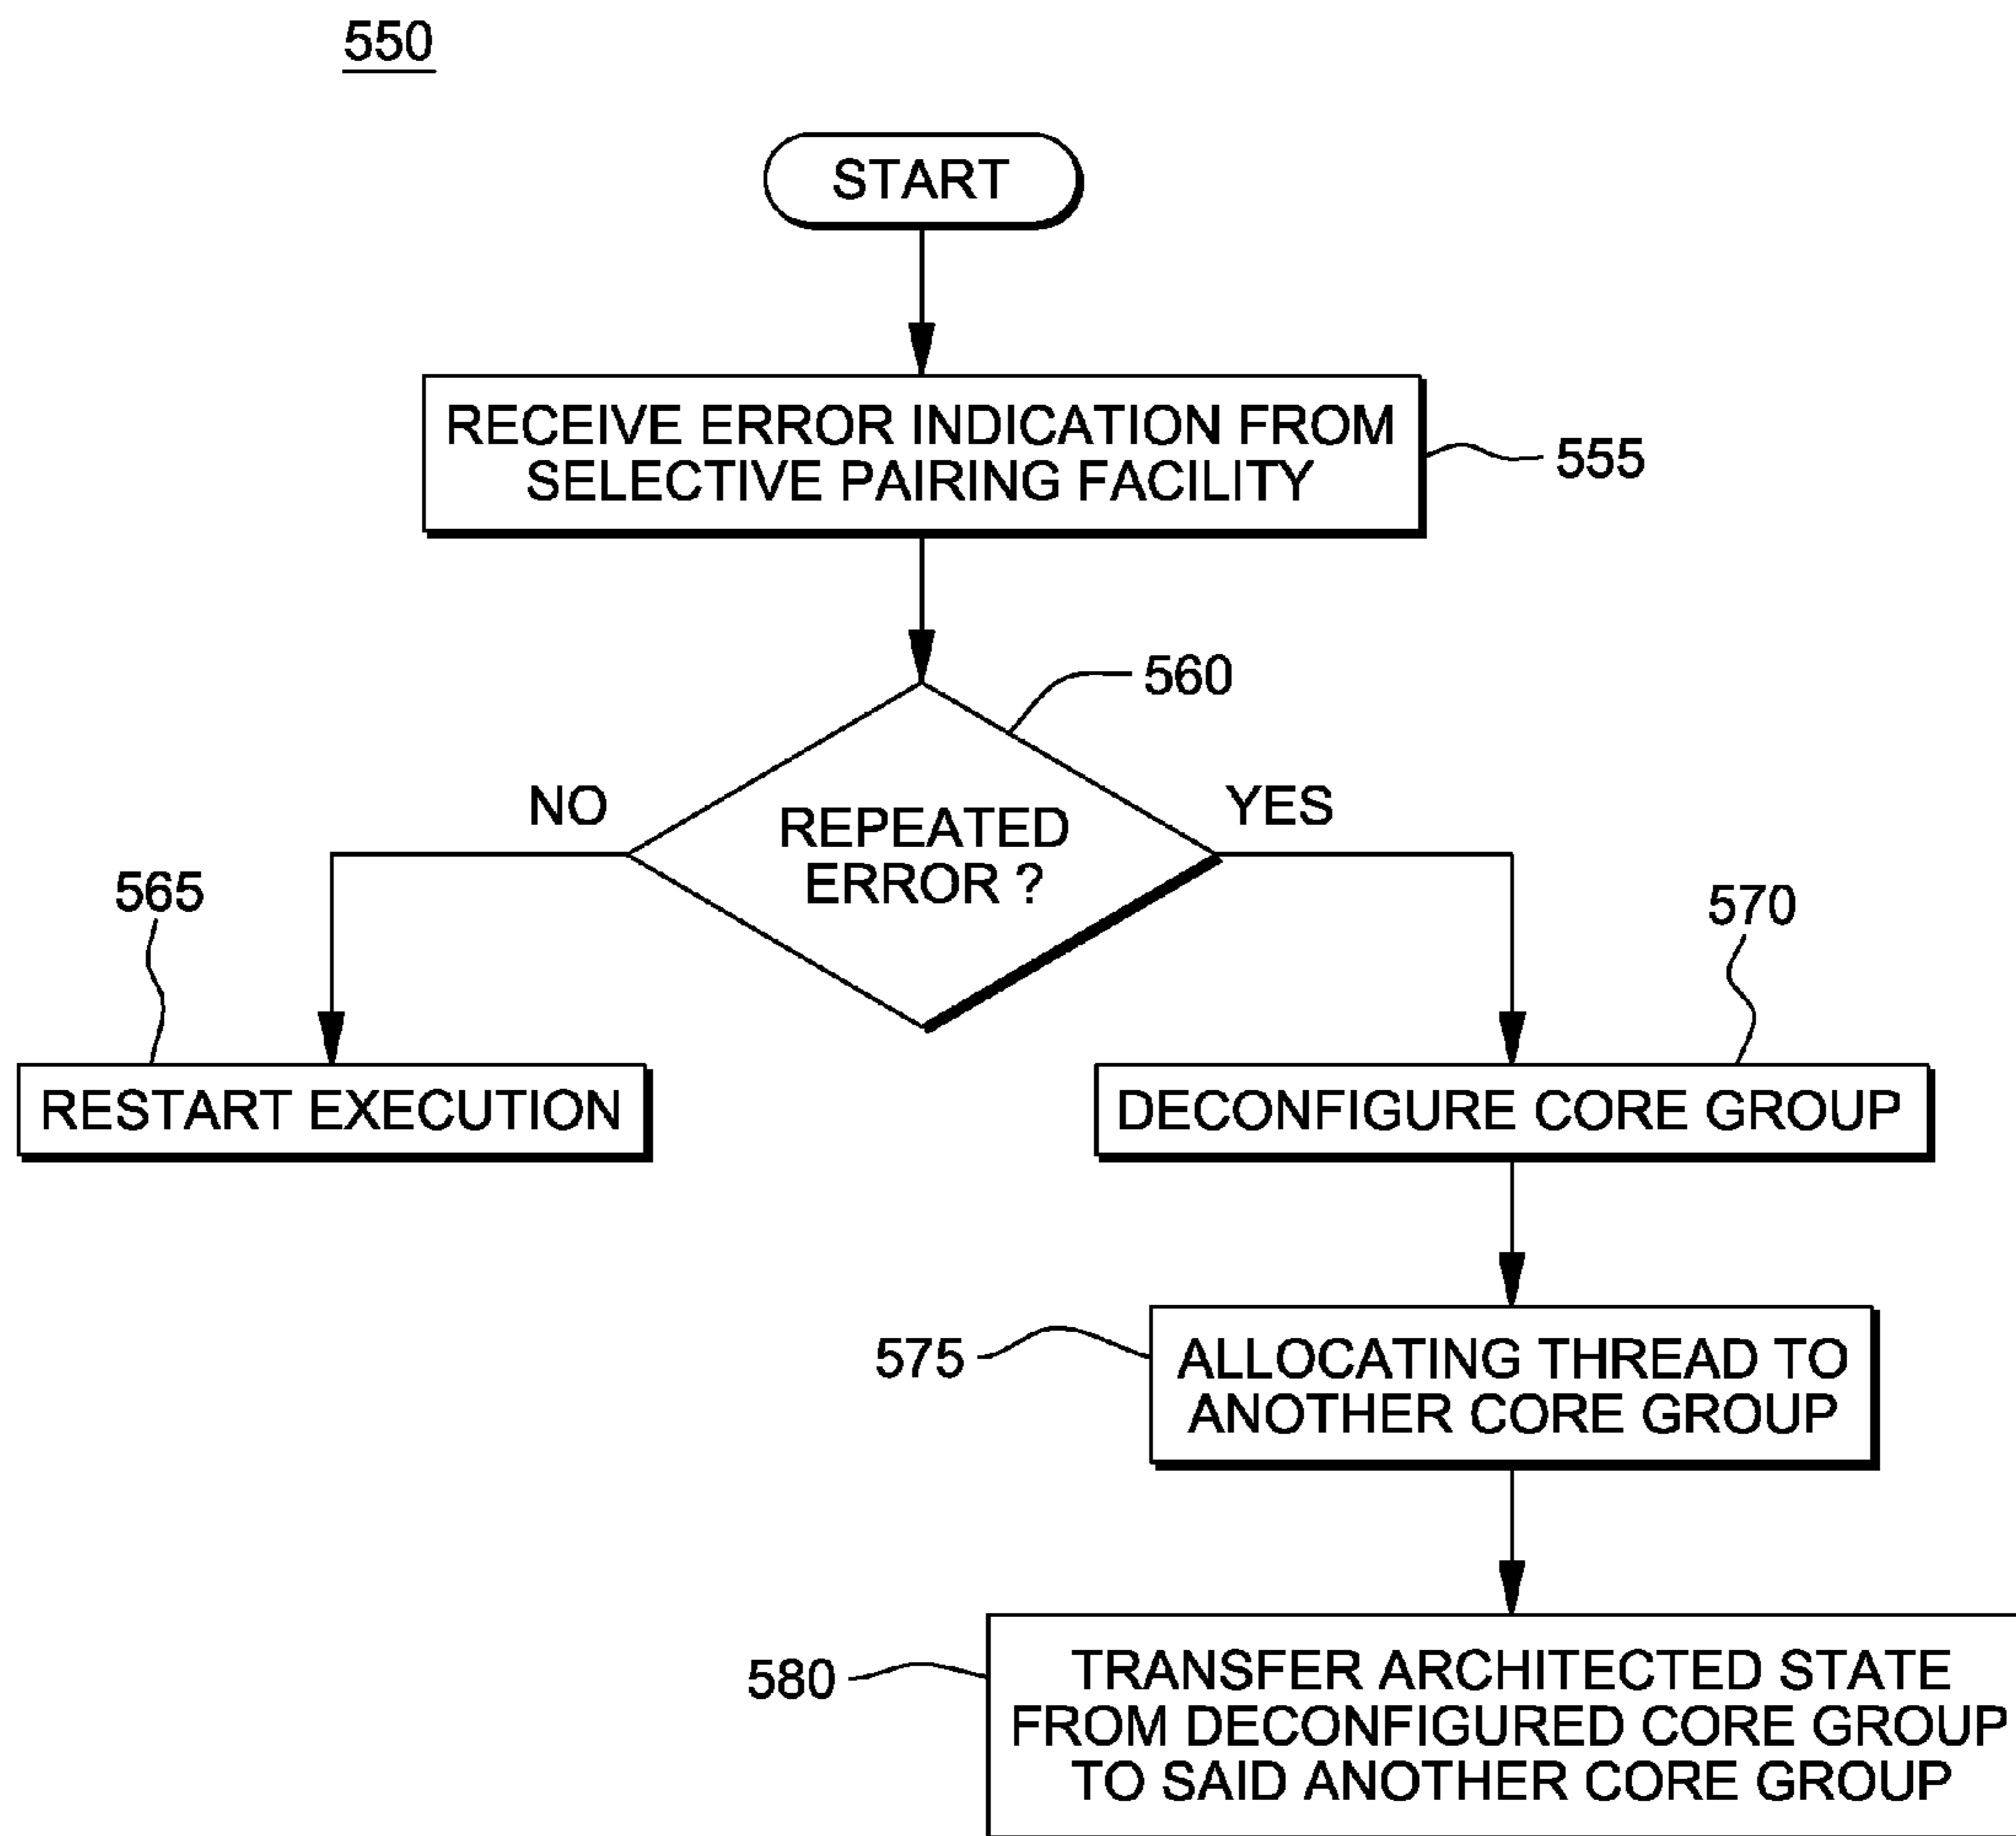 550
START
RECEIVE ERROR INDICATION FROM
SELECTIVE PAIRING FACILITY
555
560
NO
YES
REPEATED
ERROR ?
565
570
RESTART EXECUTION
DECONFIGURE CORE GROUP
575
ALLOCATING THREAD TO
ANOTHER CORE GROUP
580
TRANSFER ARCHITECTED STATE
FROM DECONFIGURED CORE GROUP
TO SAID ANOTHER CORE GROUP